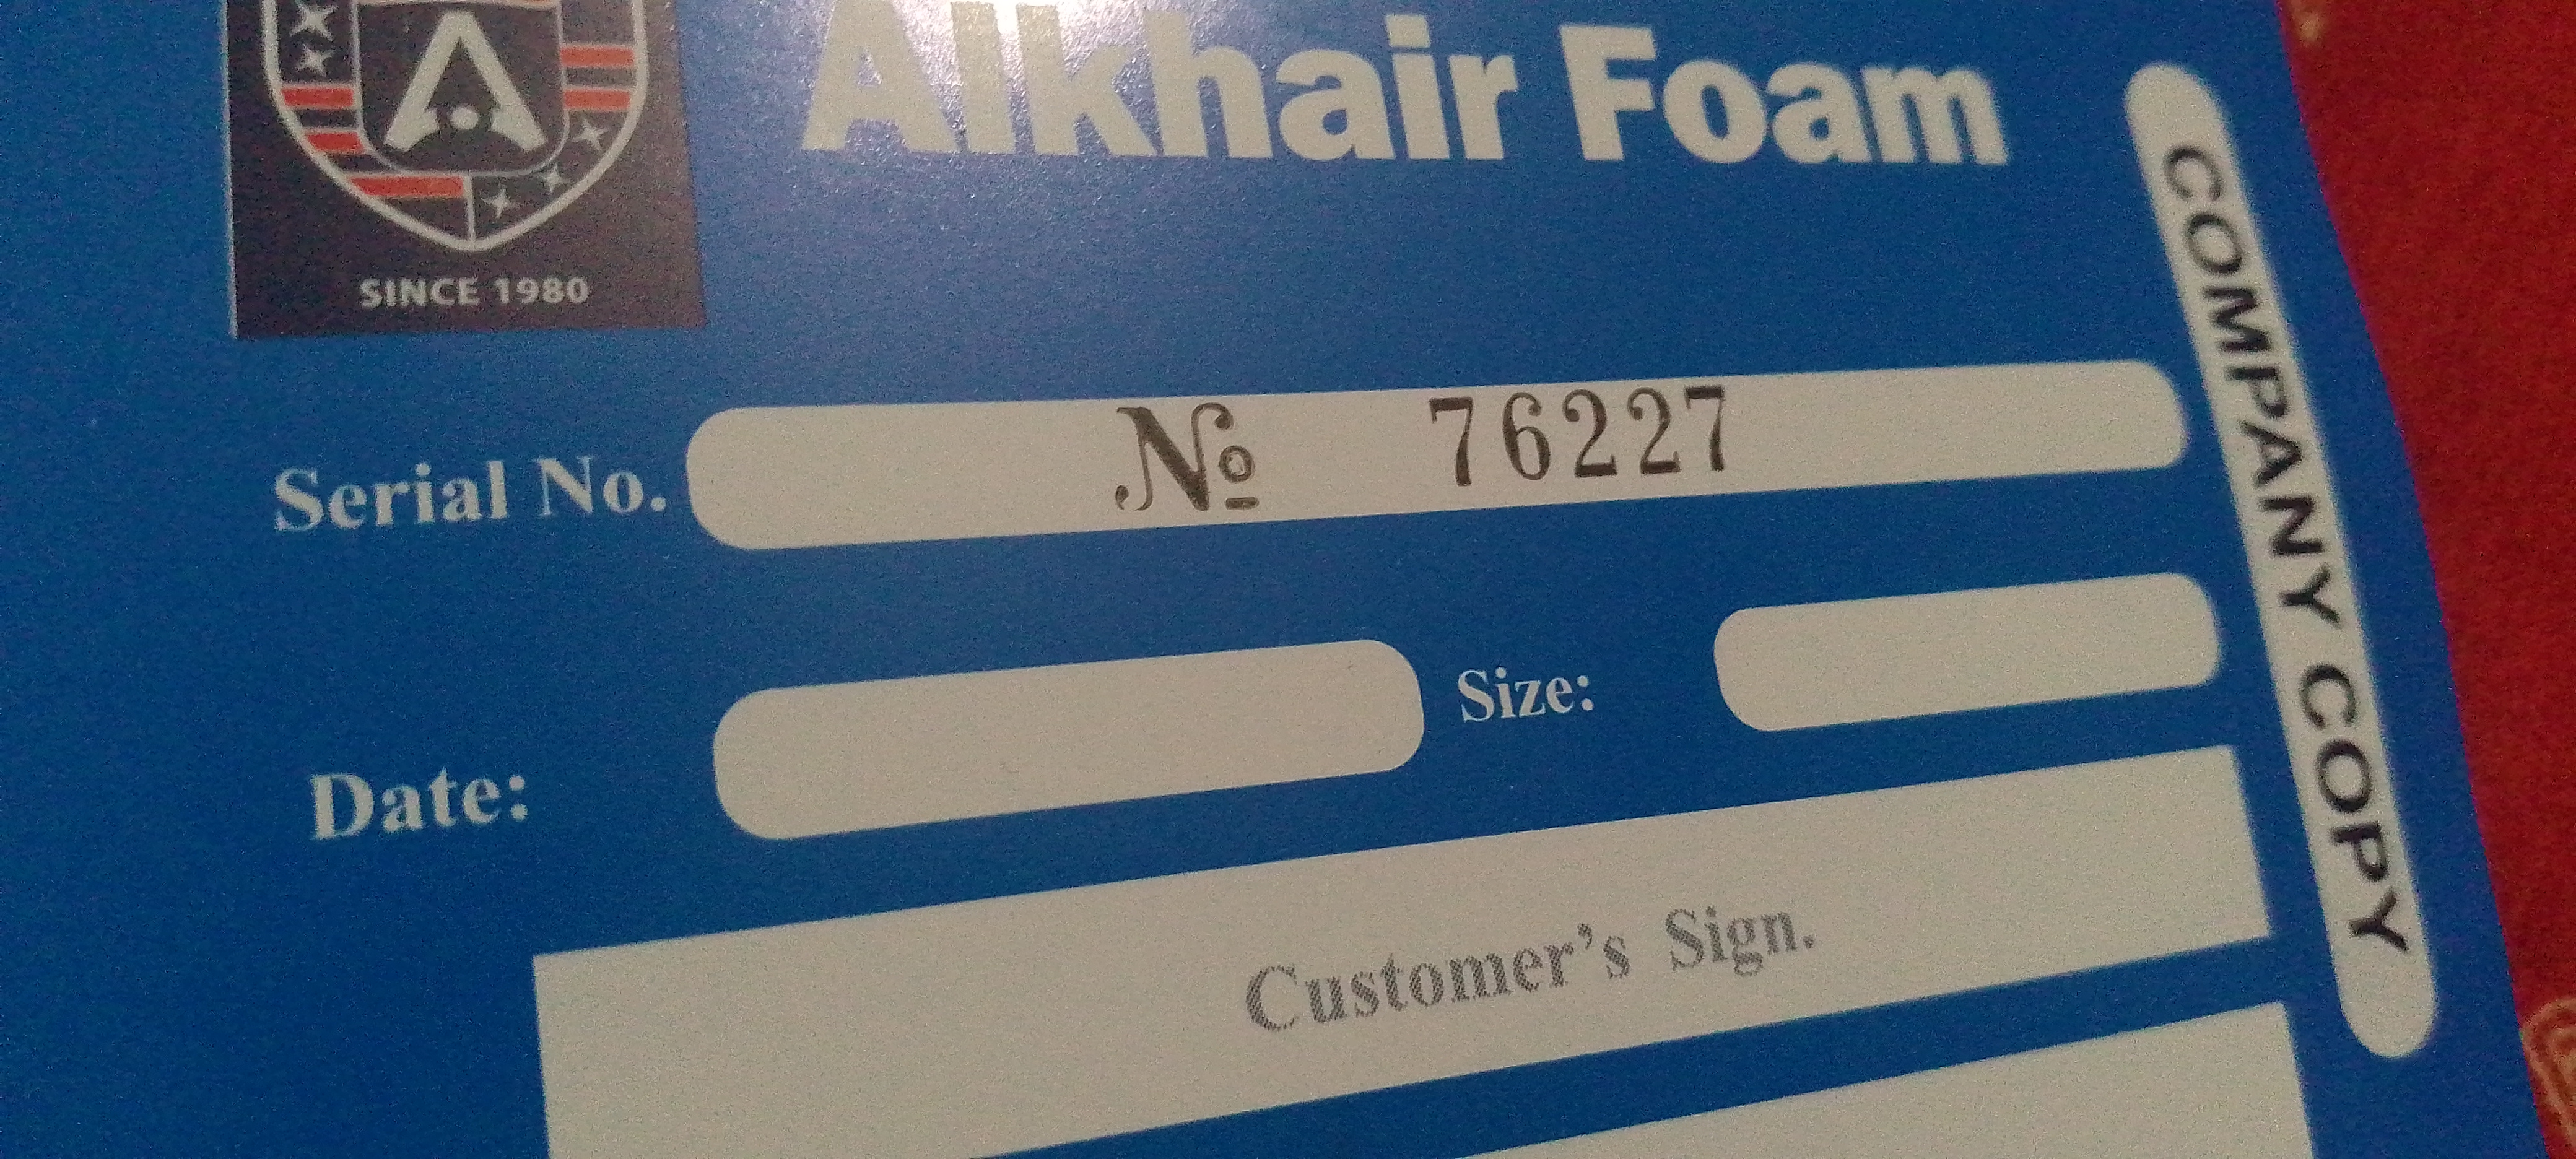 Alkhair Foam
SINCE 1980
Serial No. № 76227
Date:
Size:
Customer's Sign.
COMPANY COPY